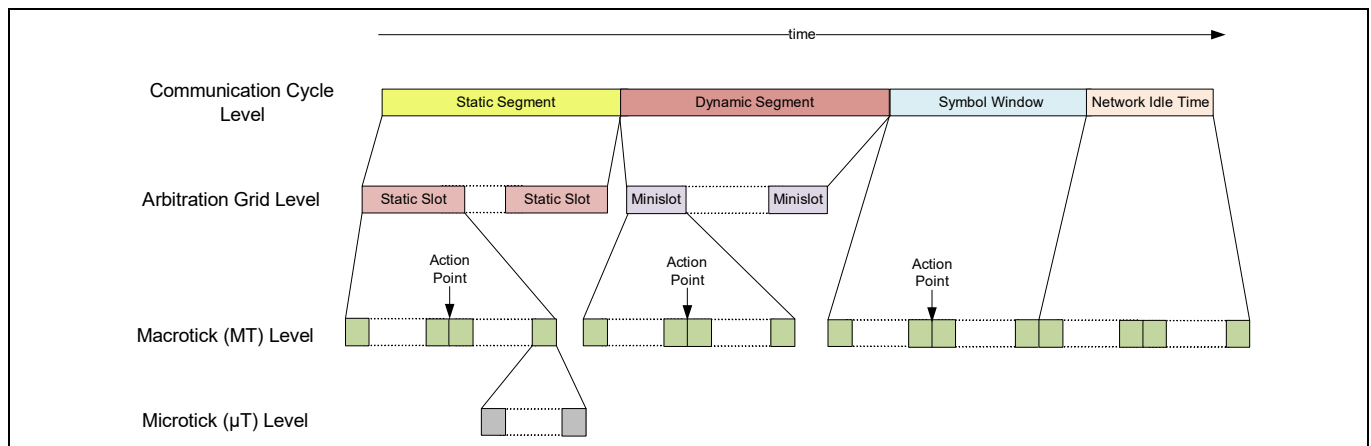 time
Communication Cycle
Level
Static Segment
Dynamic Segment
Symbol Window
Network Idle Time
Arbitration Grid Level
Static Slot
Static Slot
Minislot
Minislot
Action
Point
Action
Point
Action
Point
Macrotick (MT) Level
Microtick (µT) Level